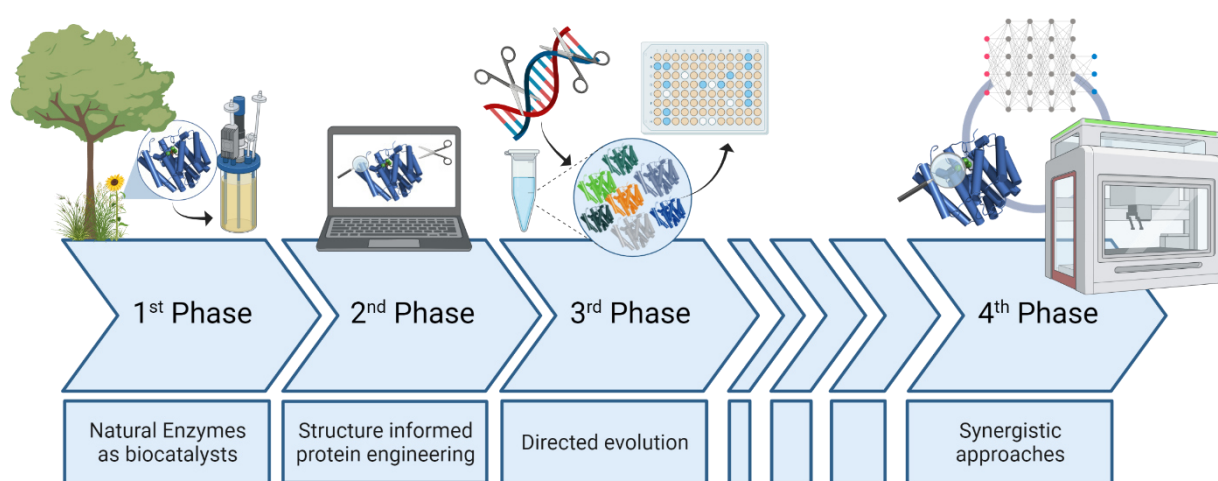 1st Phase
2nd Phase
3rd Phase
4th Phase
Natural Enzymes
as biocatalysts
Structure informed
protein engineering
Directed evolution
Synergistic
approaches